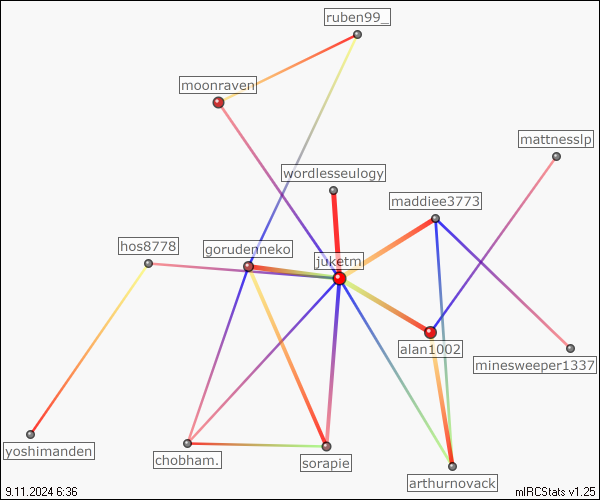 ruben99_
moonraven
mattnesslp
wordlesseulogy
maddiee3773
hos8778
gorudenneko
juketm
alan1002
minesweeper1337
yoshimanden
chobham.
sorapie
arthurnovack
9.11.2024 6:36
mIRCStats v1.25